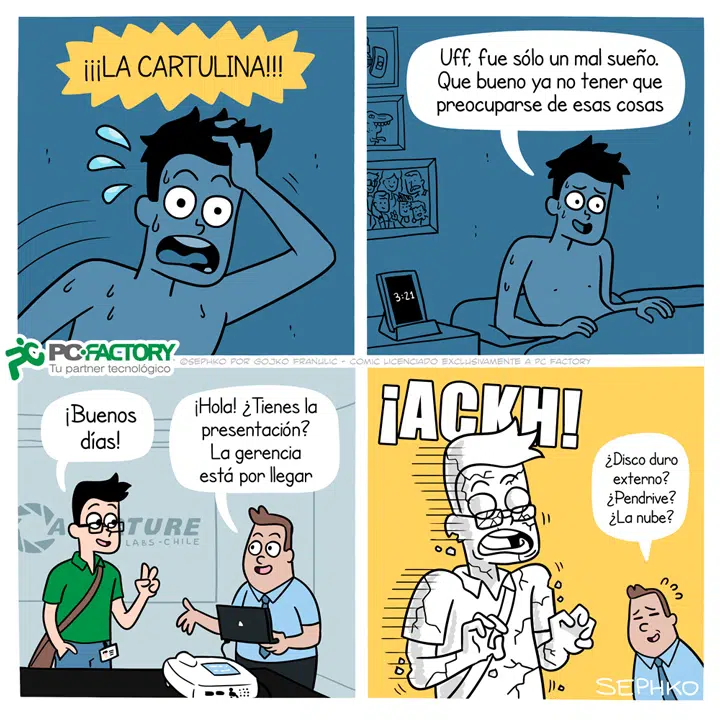 ¡¡¡LA CARTULINA!!!
Uff, fue sólo un mal sueño.
Que bueno ya no tener que
preocuparse de esas cosas
3:21
PC·FACTORY
Tu partner tecnológico
©SEPHKO POR GOJKO FRANULIC - COMIC LICENCIADO EXCLUSIVAMENTE A PC FACTORY
¡Buenos
días!
¡Hola! ¿Tienes la
presentación?
La gerencia
está por llegar
LABS-CHILE
¡ACKH!
¿Disco duro
externo?
¿Pendrive?
¿La nube?
SEPHKO